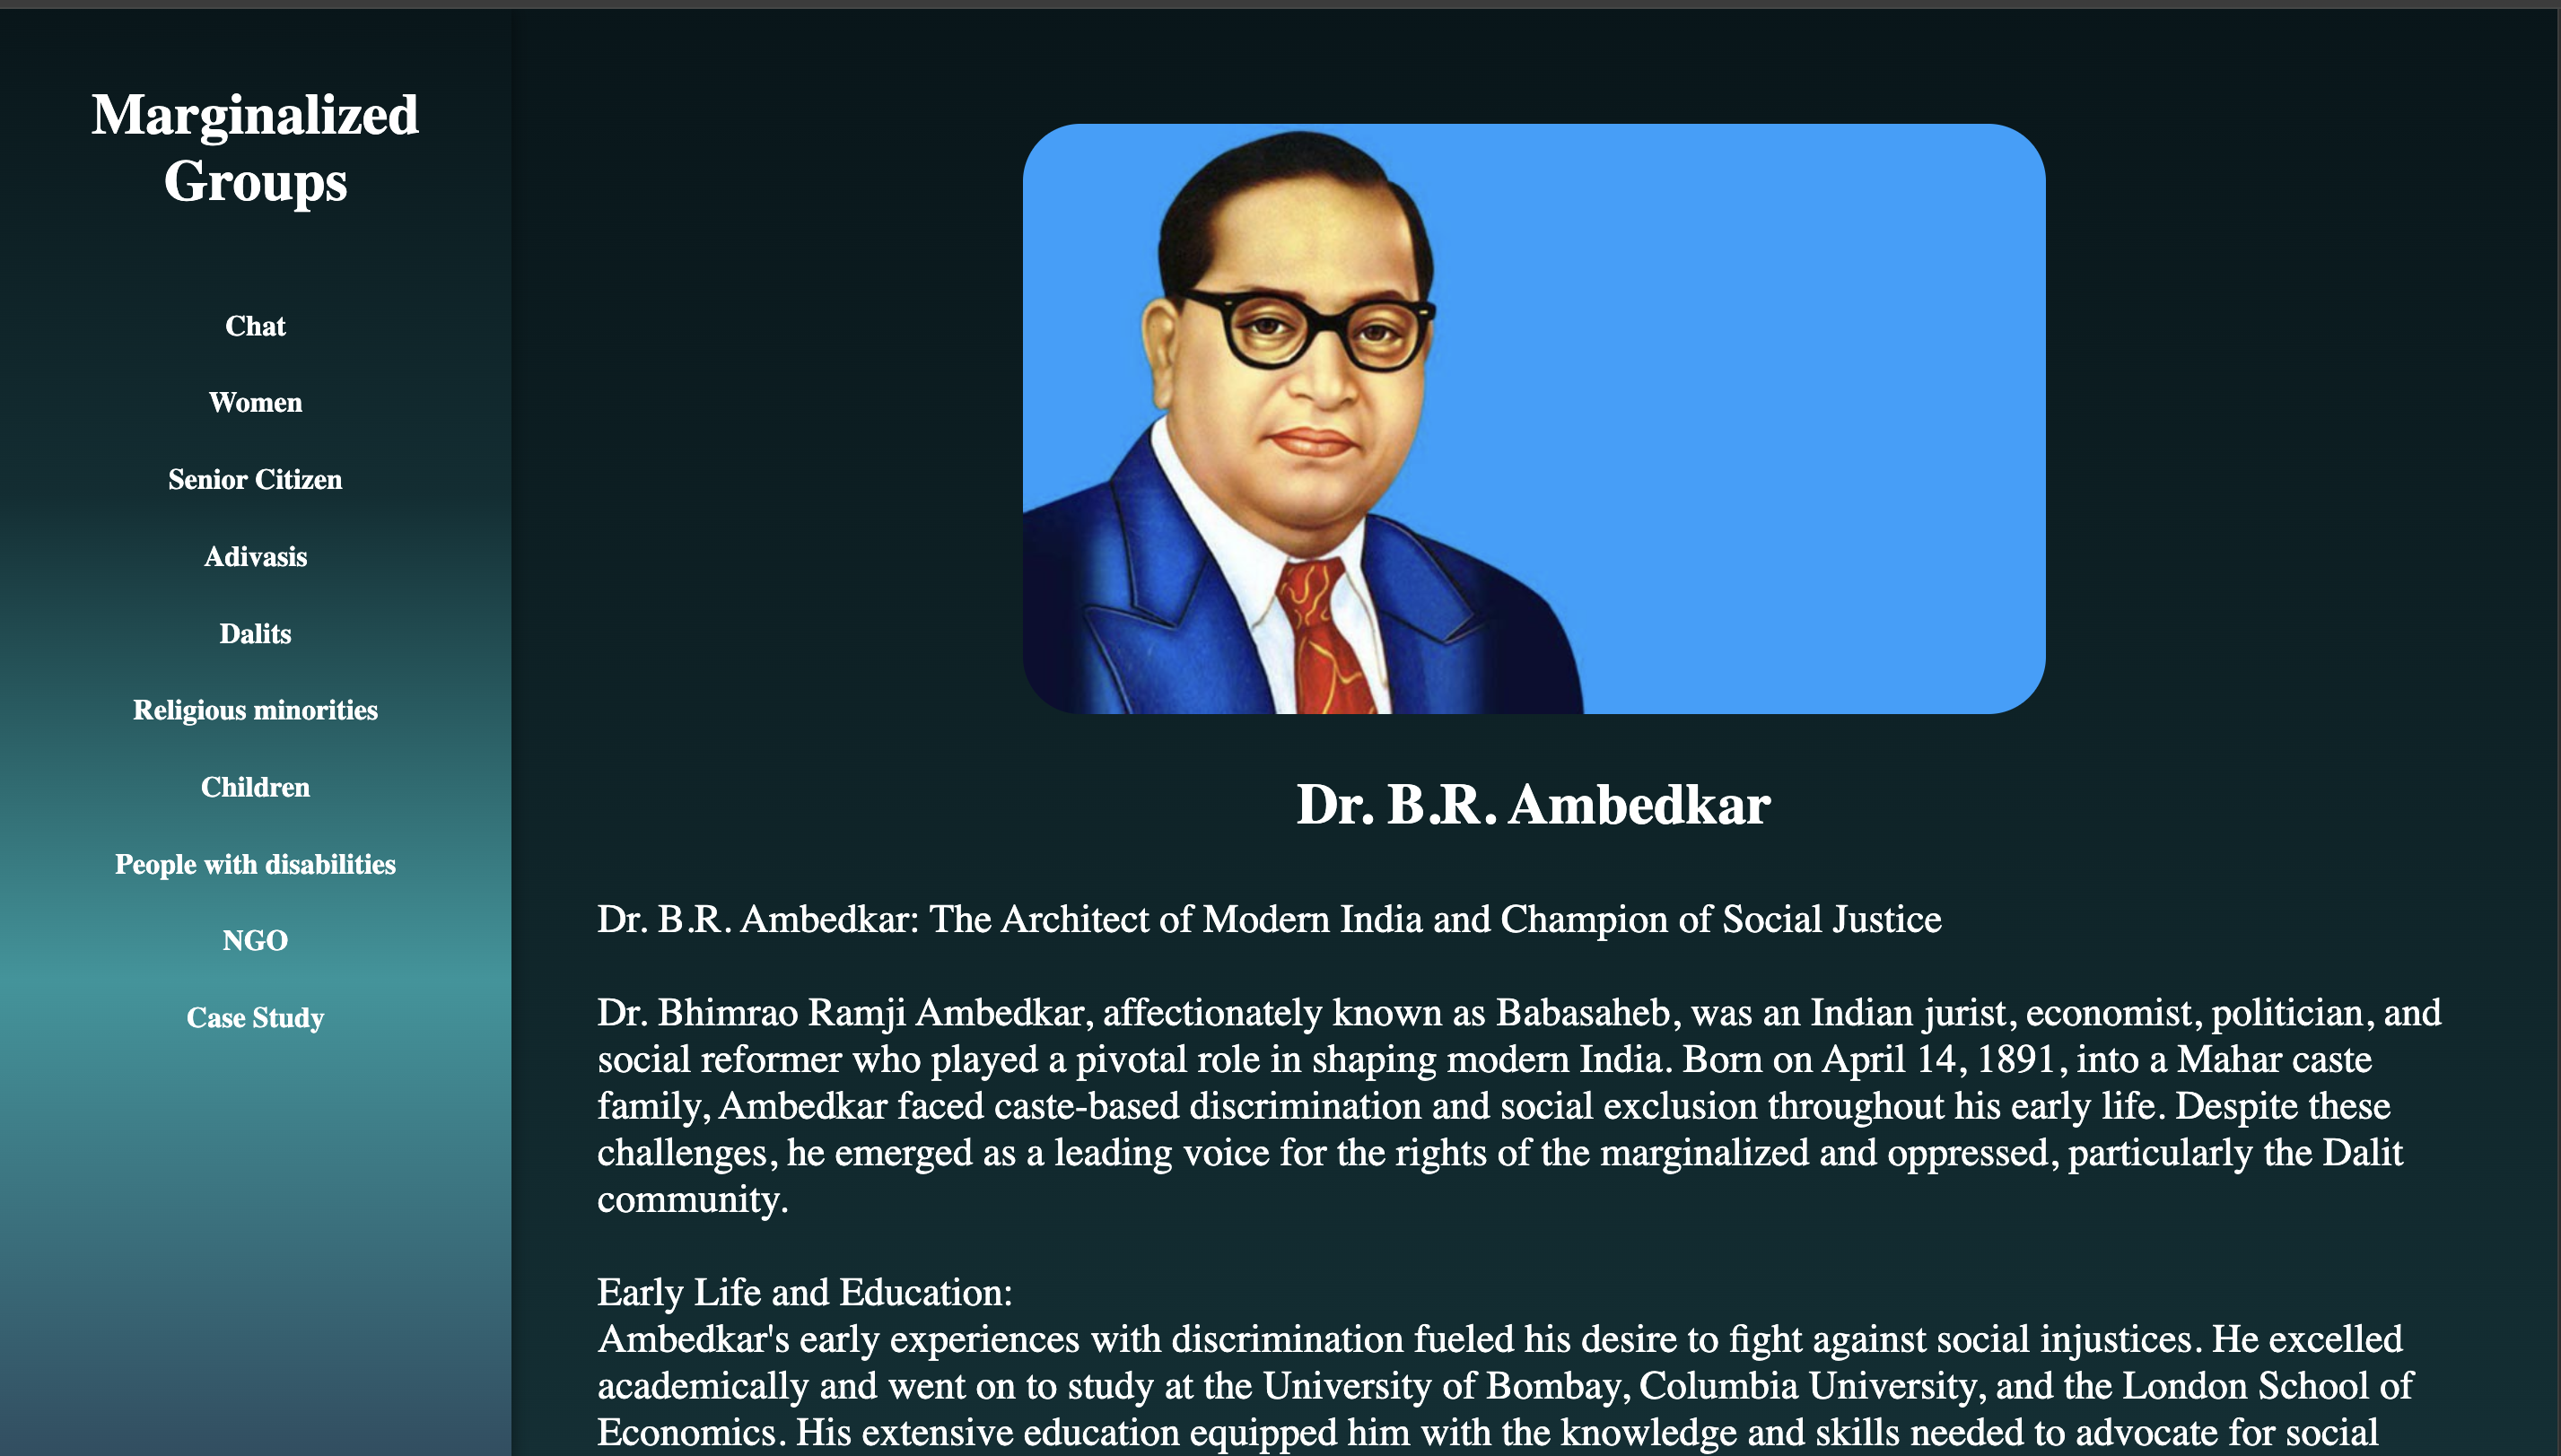 Marginalized
Groups
Chat
Women
Senior Citizen
Adivasis
Dalits
Religious minorities
Children
People with disabilities
NGO
Case Study
Dr. B.R. Ambedkar
Dr. B.R. Ambedkar: The Architect of Modern India and Champion of Social Justice
Dr. Bhimrao Ramji Ambedkar, affectionately known as Babasaheb, was an Indian jurist, economist, politician, and
social reformer who played a pivotal role in shaping modern India. Born on April 14, 1891, into a Mahar caste
family, Ambedkar faced caste-based discrimination and social exclusion throughout his early life. Despite these
challenges, he emerged as a leading voice for the rights of the marginalized and oppressed, particularly the Dalit
community.
Early Life and Education:
Ambedkar's early experiences with discrimination fueled his desire to fight against social injustices. He excelled
academically and went on to study at the University of Bombay, Columbia University, and the London School of
Economics. His extensive education equipped him with the knowledge and skills needed to advocate for social